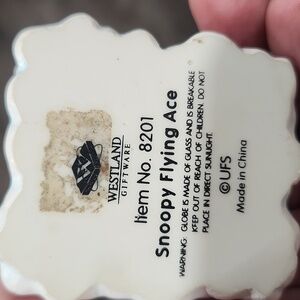 WESTLAND
GIFTWARE
Item No. 8201
Snoopy Flying Ace
WARNING: GLOBE IS MADE OF GLASS AND IS BREAKABLE
KEEP OUT OF REACH OF CHILDREN. DO NOT
PLACE IN DIRECT SUNLIGHT.
©UFS
Made in China